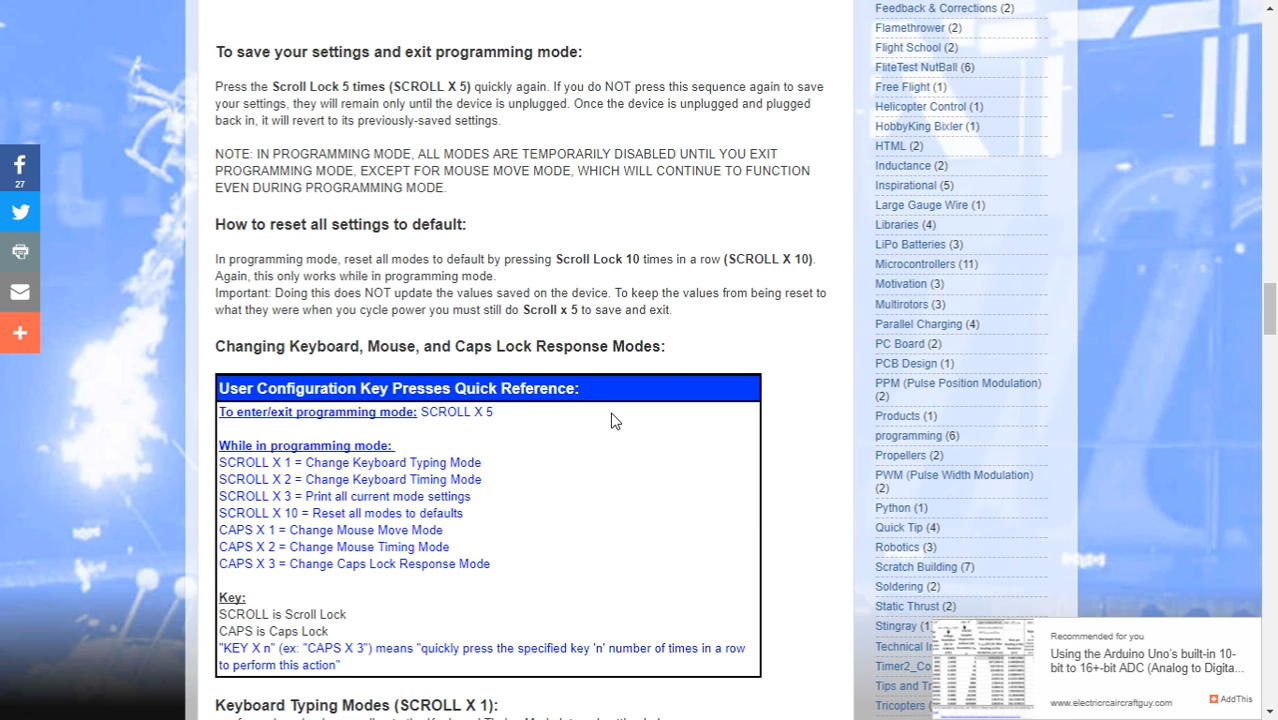 To save your settings and exit programming mode:
Press the Scroll Lock 5 times (SCROLL X 5) quickly again. If you do NOT press this sequence again to save
your settings, they will remain only until the device is unplugged. Once the device is unplugged and plugged
back in, it will revert to its previously-saved settings.
NOTE: IN PROGRAMMING MODE, ALL MODES ARE TEMPORARILY DISABLED UNTIL YOU EXIT
PROGRAMMING MODE, EXCEPT FOR MOUSE MOVE MODE, WHICH WILL CONTINUE TO FUNCTION
EVEN DURING PROGRAMMING MODE.
How to reset all settings to default:
In programming mode, reset all modes to default by pressing Scroll Lock 10 times in a row (SCROLL X 10).
Again, this only works while in programming mode.
Important: Doing this does NOT update the values saved on the device. To keep the values from being reset to
what they were when you cycle power you must still do Scroll x 5 to save and exit.
Changing Keyboard, Mouse, and Caps Lock Response Modes:
User Configuration Key Presses Quick Reference:
To enter/exit programming mode: SCROLL X 5
While in programming mode:
SCROLL X 1 = Change Keyboard Typing Mode
SCROLL X 2 = Change Keyboard Timing Mode
SCROLL X 3 = Print all current mode settings
SCROLL X 10 = Reset all modes to defaults
CAPS X 1 = Change Mouse Move Mode
CAPS X 2 = Change Mouse Timing Mode
CAPS X 3 = Change Caps Lock Response Mode
Key:
SCROLL is Scroll Lock
CAPS is Caps Lock
"KEY X "CAPS X 3") means "quickly press the specified key 'n' number of times in a row
to perform this action"
Typing Modes (SCROLL X 1):
27
Feedback & Corrections (2)
Flamethrower (2)
Flight School (2)
FliteTest NutBall (6)
Free Flight (1)
Helicopter Control (1)
HobbyKing Bixler (1)
HTML (2)
Inductance (2)
Inspirational (5)
Large Gauge Wire (1)
Libraries (4)
LiPo Batteries (3)
Microcontrollers (11)
Motivation (3)
Multirotors (3)
Parallel Charging (4)
PC Board (2)
PCB Design (1)
PPM (Pulse Position Modulation)
(2)
Products (1)
programming (6)
Propellers (2)
PWM (Pulse Width Modulation)
(2)
Python (1)
Quick Tip (4)
Robotics (3)
Scratch Building (7)
Soldering (2)
Static Thrust (2)
Stingray (1
Technical In
Timer2_Co
Tips and Tr
Tricopters
Recommended for you
Using the Arduino Uno's built-in 10-
bit to 16+-bit ADC (Analog to Digita...
AddThis
www.electricrcaircraftguy.com